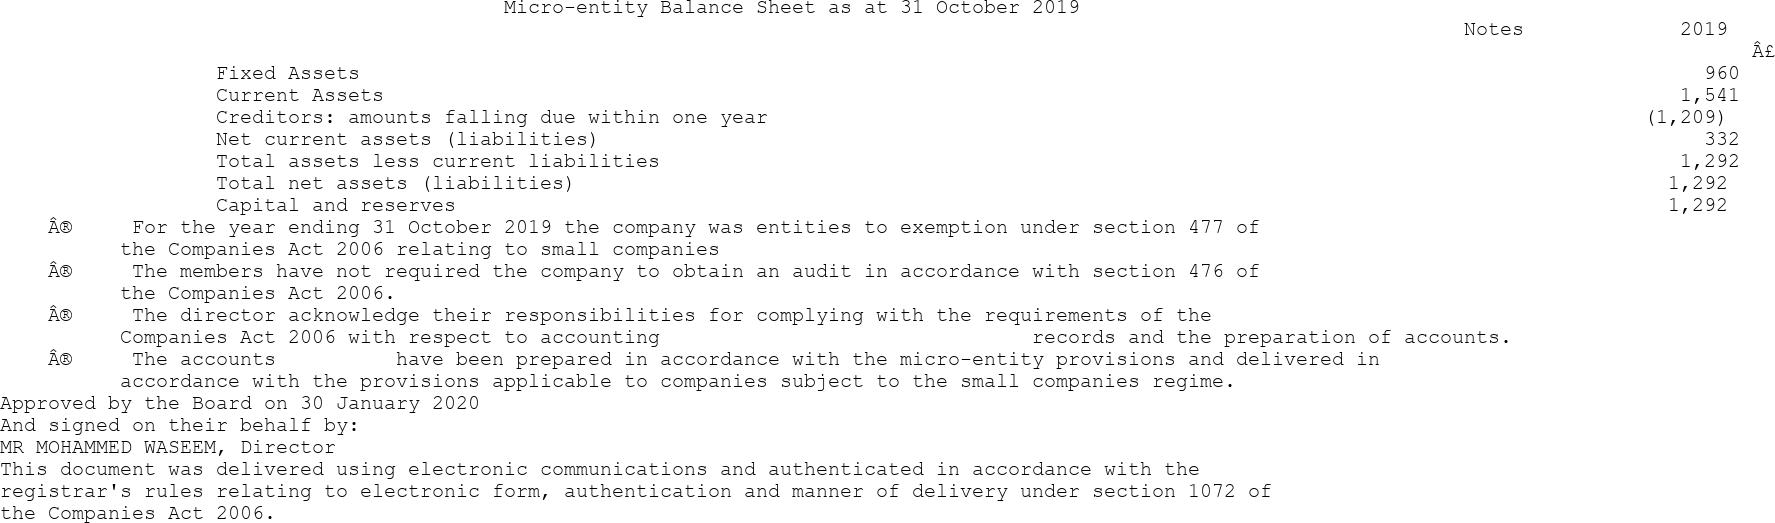 Micro-entity Balance Sheet as at 31 October 2019
Notes 2019
Â£
Fixed Assets 960
Current Assets 1,541
Creditors: amounts falling due within one year (1,209)
Net current assets (liabilities) 332
Total assets less current liabilities 1,292
Total net assets (liabilities) 1,292
Capital and reserves 1,292
Â® For the year ending 31 October 2019 the company was entities to exemption under section 477 of
the Companies Act 2006 relating to small companies
Â® The members have not required the company to obtain an audit in accordance with section 476 of
the Companies Act 2006.
Â® The director acknowledge their responsibilities for complying with the requirements of the
Companies Act 2006 with respect to accounting records and the preparation of accounts.
Â® The accounts have been prepared in accordance with the micro-entity provisions and delivered in
accordance with the provisions applicable to companies subject to the small companies regime.
Approved by the Board on 30 January 2020
And signed on their behalf by:
MR MOHAMMED WASEEM, Director
This document was delivered using electronic communications and authenticated in accordance with the
registrar's rules relating to electronic form, authentication and manner of delivery under section 1072 of
the Companies Act 2006.